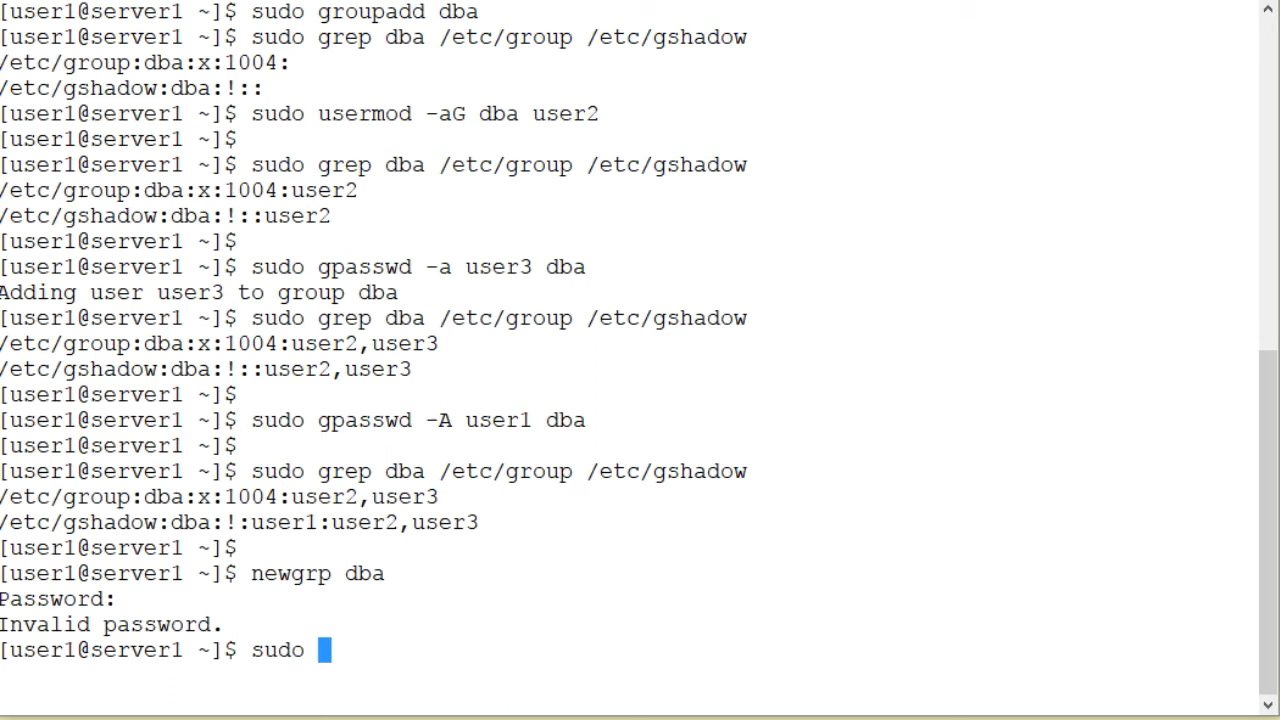 [user1@server1 ~]$ sudo groupadd dba
[user1@server1 ~]$ sudo grep dba /etc/group /etc/gshadow
/etc/group:dba:x:1004:
/etc/gshadow:dba:!::
[user1@server1 ~]$ sudo usermod -aG dba user2
[user1@server1 ~]$
[user1@server1 ~]$ sudo grep dba /etc/group /etc/gshadow
/etc/group:dba:x:1004:user2
/etc/gshadow:dba:!::user2
[user1@server1 ~]$
[user1@server1 ~]$ sudo gpasswd -a user3 dba
Adding user user3 to group dba
[user1@server1 ~]$ sudo grep dba /etc/group /etc/gshadow
/etc/group:dba:x:1004:user2,user3
/etc/gshadow:dba:!::user2,user3
[user1@server1 ~]$
[user1@server1 ~]$ sudo gpasswd -A user1 dba
[user1@server1 ~]$
[user1@server1 ~]$ sudo grep dba /etc/group /etc/gshadow
/etc/group:dba:x:1004:user2,user3
/etc/gshadow:dba:!:user1:user2,user3
[user1@server1 ~]$
[user1@server1 ~]$ newgrp dba
Password:
Invalid password.
[user1@server1 ~]$ sudo